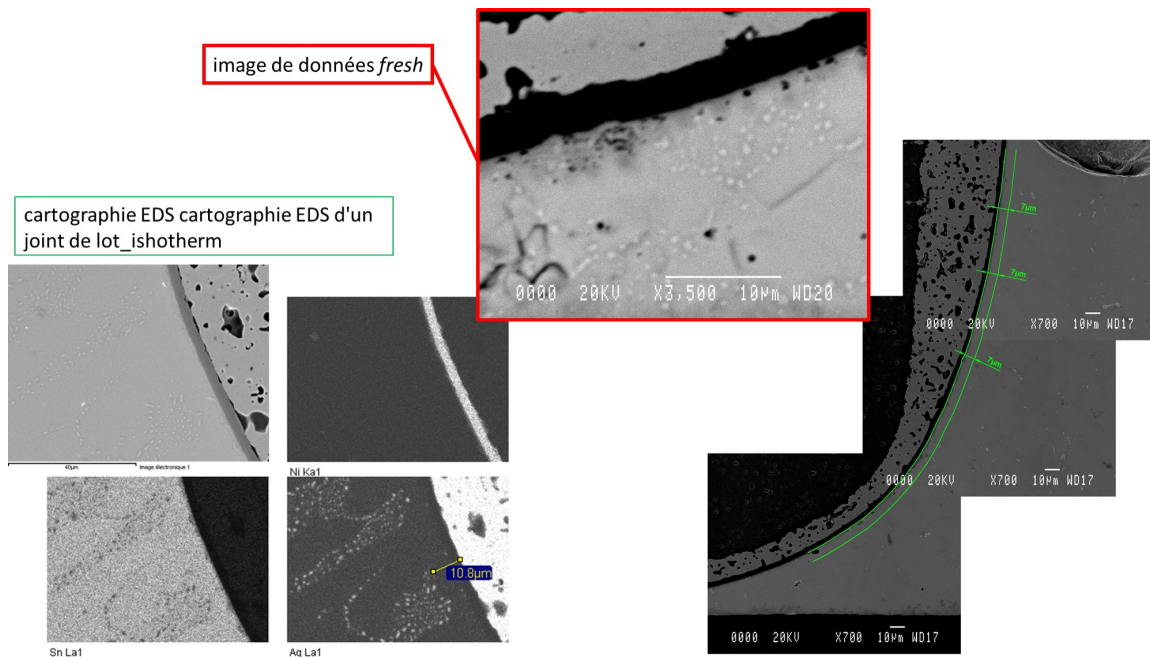 image de données fresh
0000 20KV X3,500 10μm WD20
cartographie EDS cartographie EDS d'un
joint de lot_ishotherm
7μm
7μm
0000 20KV X700 10μm WD17
7μm
40μm
Image électronique 1
Ni Ka1
0000 20KV X700 10μm WD17
10.8μm
Sn La1
Ag La1
0000 20KV X700 10μm WD17